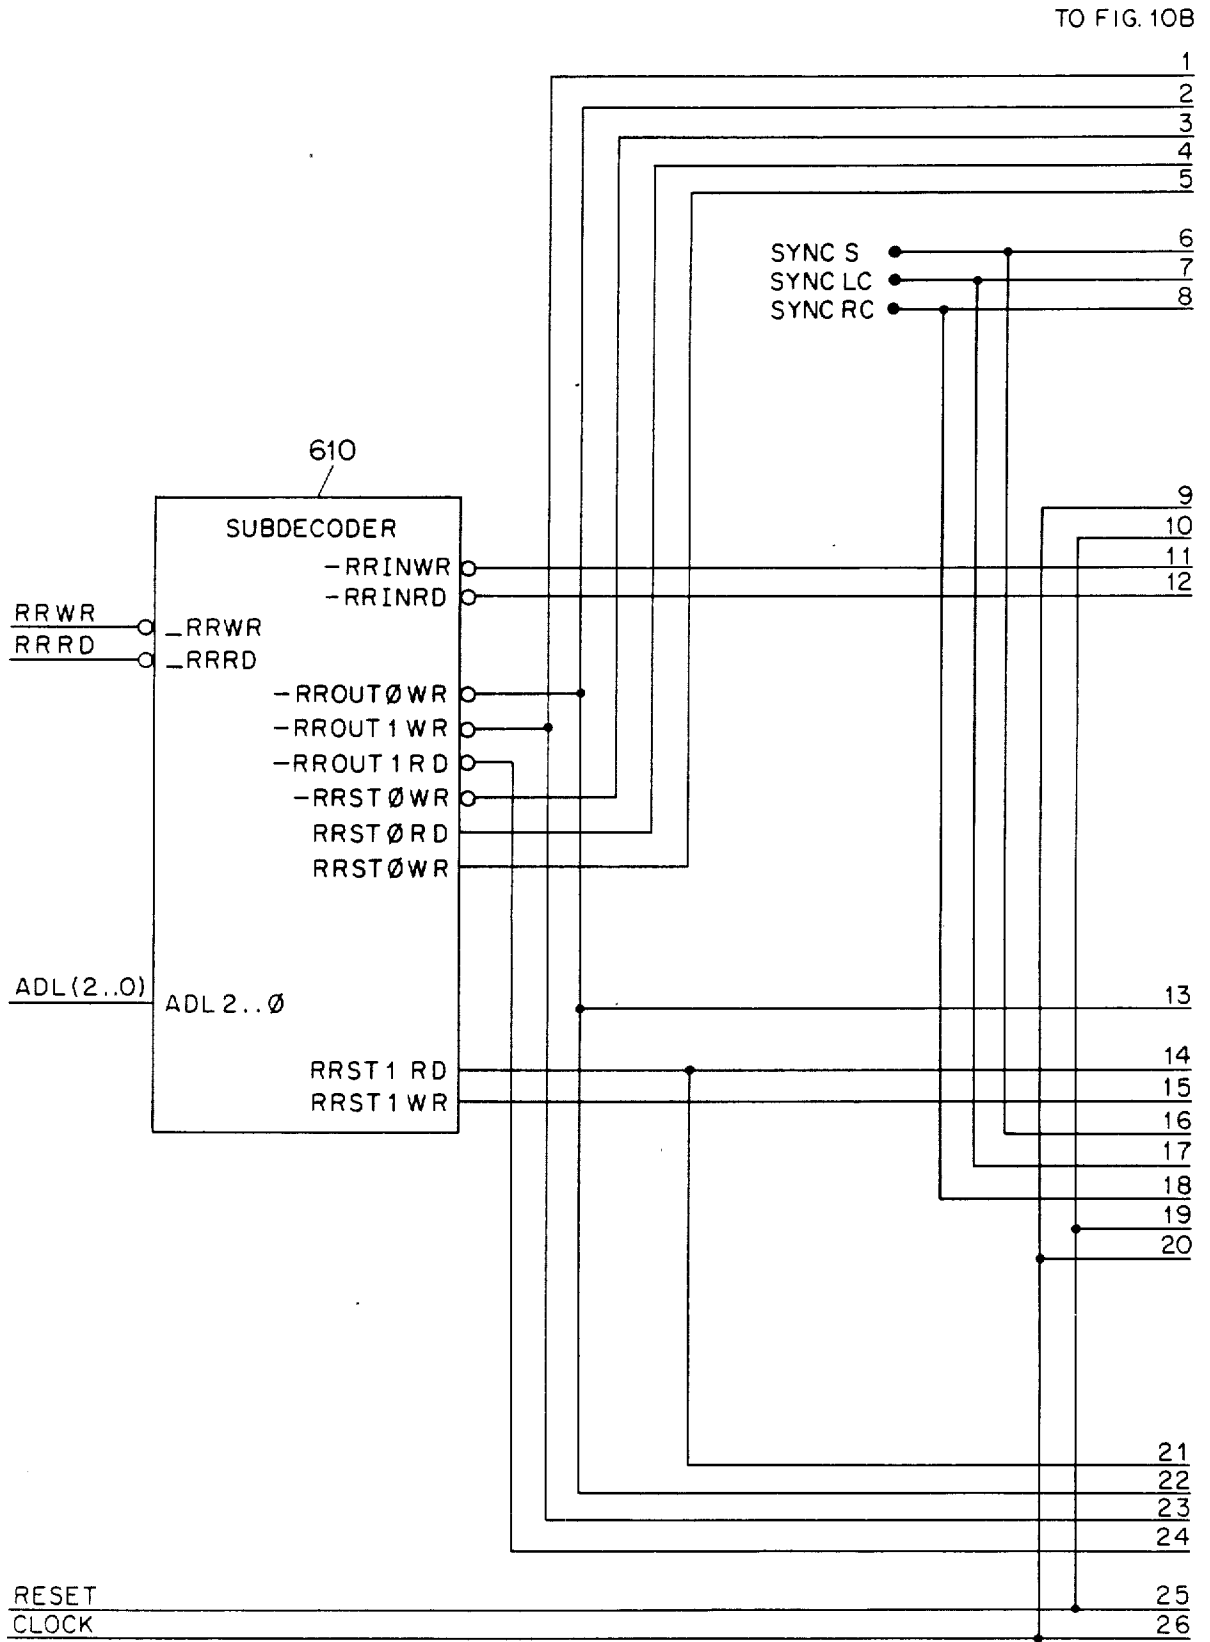 TO FIG. 10B
1
2
3
4
5
SYNC S 6
SYNC LC 7
SYNC RC 8
610
9
SUBDECODER
10
-RRINWR 11
-RRINRD 12
RRWR _RRWR
RRRD _RRRD
-RROUTØWR
-RROUT1WR
-RROUT1RD
-RRSTØWR
RRSTØRD
RRSTØWR
ADL(2..0) ADL2..Ø
13
RRST1 RD 14
RRST1WR 15
16
17
18
19
20
21
22
23
24
RESET 25
CLOCK 26